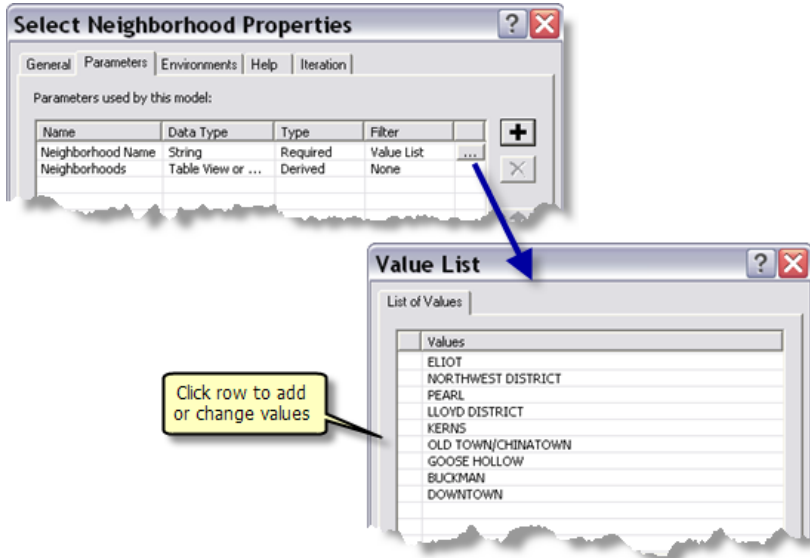 Select Neighborhood Properties ?
General Parameters Environments Help Iteration
Parameters used by this model:
Name Data Type Type Filter
Neighborhood Name String Required Value List ...
Neighborhoods Table View or ... Derived None
Value List ?
List of Values
Values
ELIOT
NORTHWEST DISTRICT
PEARL
LLOYD DISTRICT
KERNS
OLD TOWN/CHINATOWN
GOOSE HOLLOW
BUCKMAN
DOWNTOWN
Click row to add
or change values